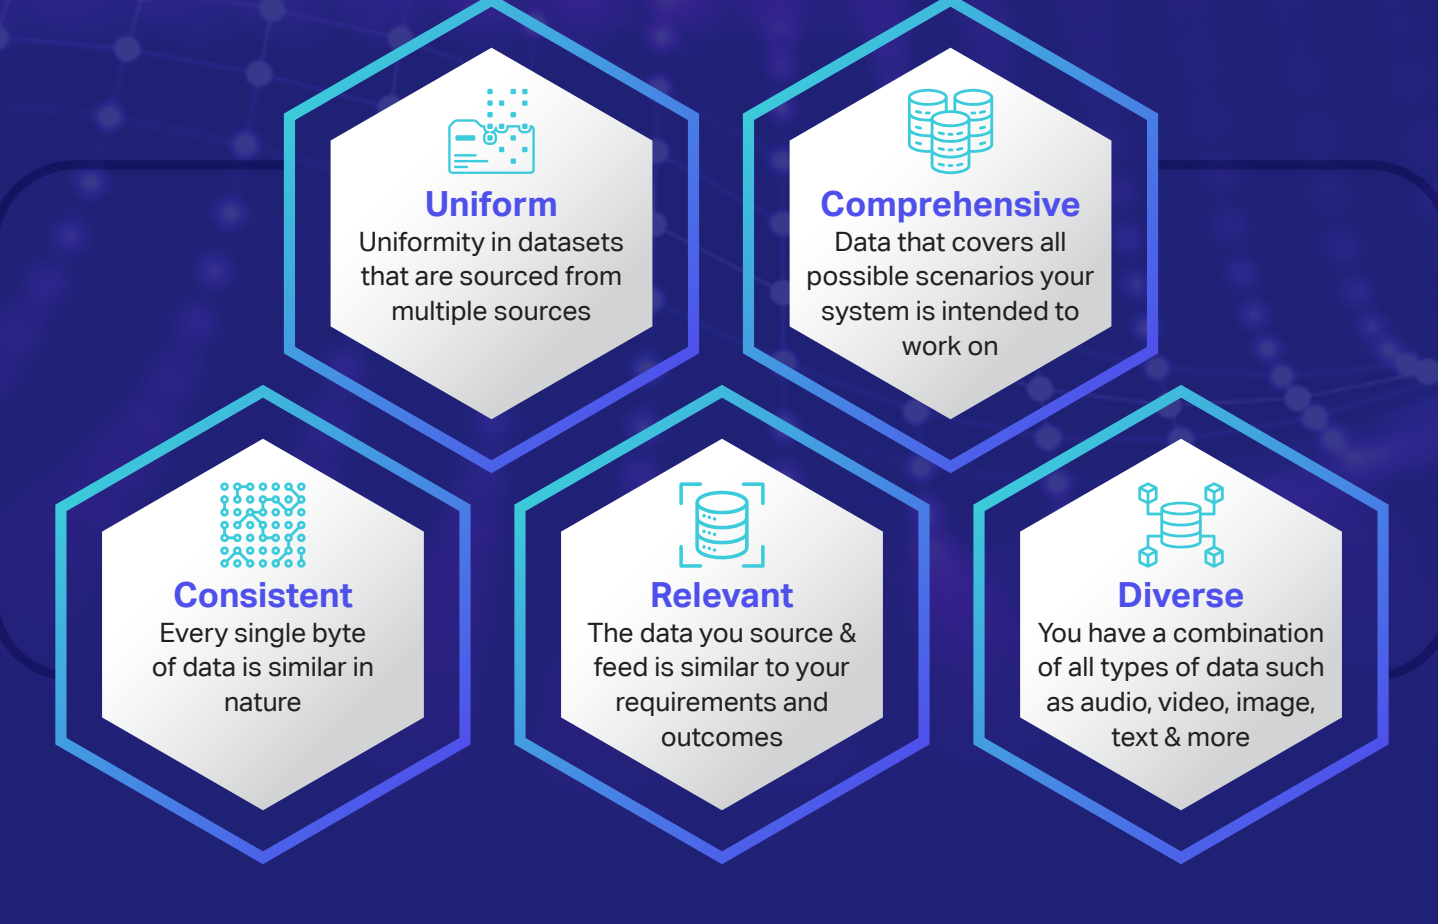 Uniform
Uniformity in datasets
that are sourced from
multiple sources
Comprehensive
Data that covers all
possible scenarios your
system is intended to
work on
Consistent
Every single byte
of data is similar in
nature
Relevant
The data you source &
feed is similar to your
requirements and
outcomes
Diverse
You have a combination
of all types of data such
as audio, video, image,
text & more